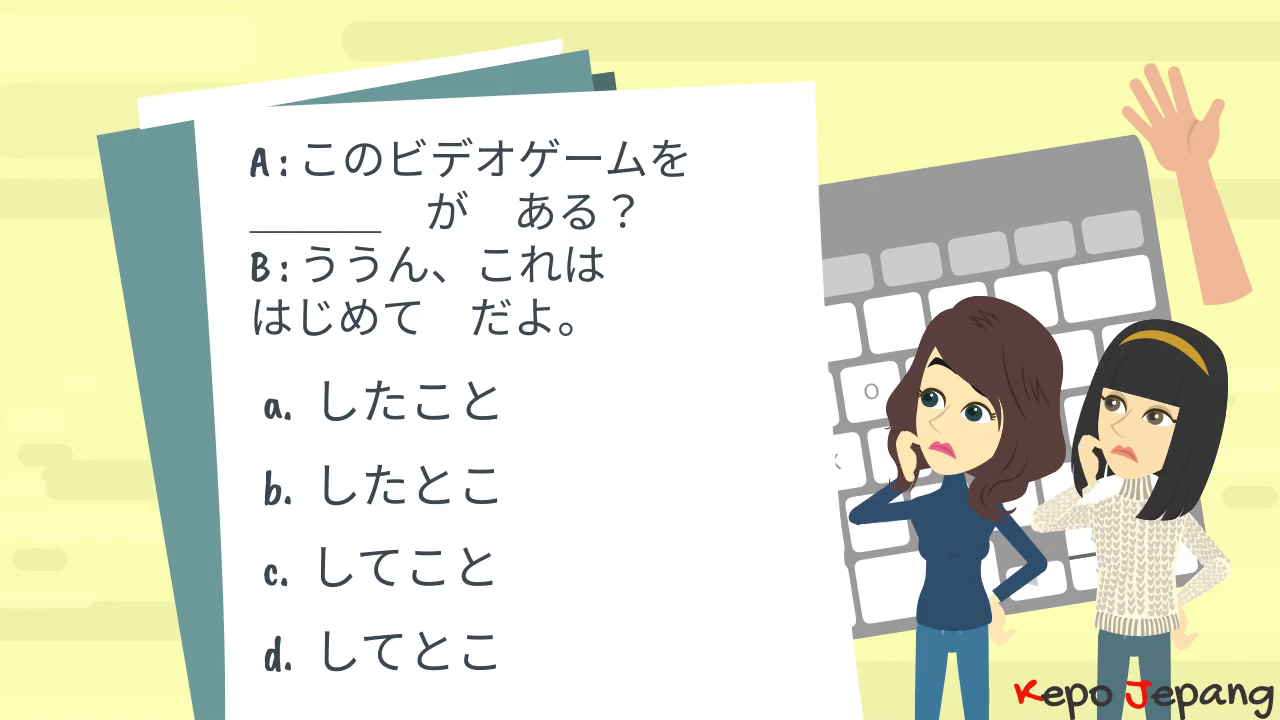 A : このビデオゲームを
______　が　ある？
B : ううん、これは
はじめて　だよ。
a. したこと
b. したとこ
c. してこと
d. してとこ
O
Kepo Jepang